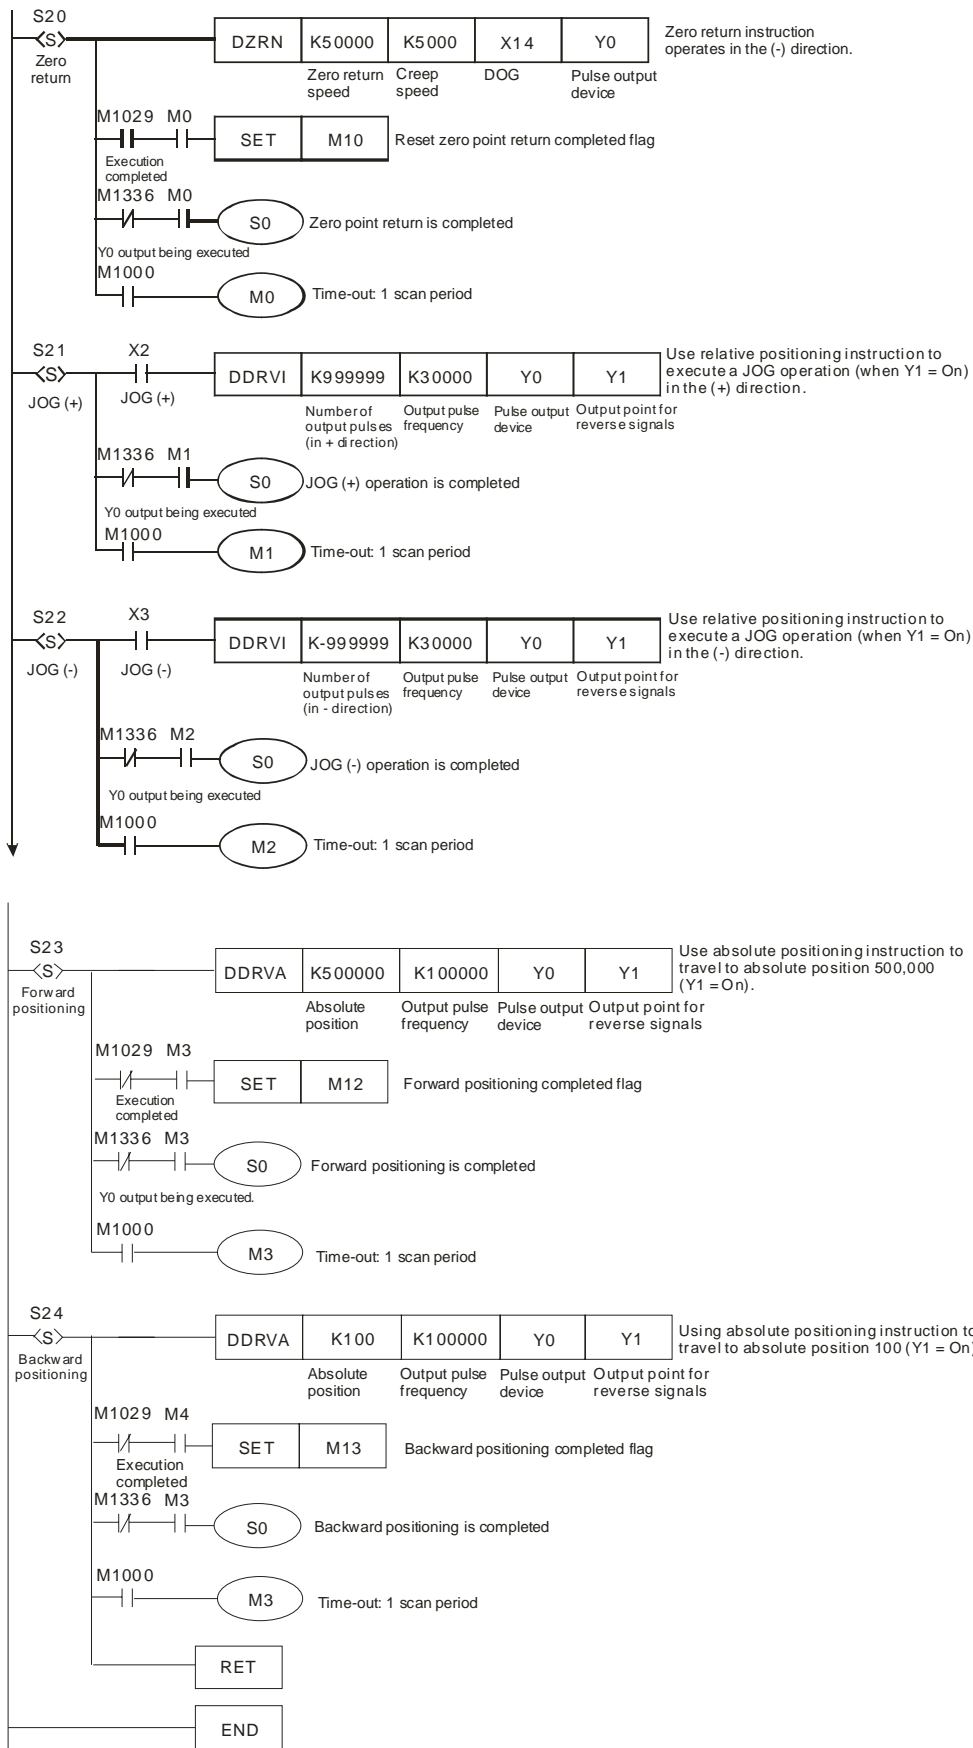 S20
S
Zero
return
DZRN K50000 K5000 X14 Y0
Zero return instruction
operates in the (-) direction.
Zero return
speed
Creep
speed
DOG
Pulse output
device
M1029 M0
SET M10
Reset zero point return completed flag
Execution
completed
M1336 M0
S0
Zero point return is completed
Y0 output being executed
M1000
M0
Time-out: 1 scan period
S21
S
JOG (+)
X2
JOG (+)
DDRVI K999999 K30000 Y0 Y1
Use relative positioning instruction to
execute a JOG operation (when Y1 = On)
in the (+) direction.
Number of
output pulses
(in + direction)
Output pulse
frequency
Pulse output
device
Output point for
reverse signals
M1336 M1
S0
JOG (+) operation is completed
Y0 output being executed
M1000
M1
Time-out: 1 scan period
S22
S
JOG (-)
X3
JOG (-)
DDRVI K-999999 K30000 Y0 Y1
Use relative positioning instruction to
execute a JOG operation (when Y1 = On)
in the (-) direction.
Number of
output pulses
(in - direction)
Output pulse
frequency
Pulse output
device
Output point for
reverse signals
M1336 M2
S0
JOG (-) operation is completed
Y0 output being executed
M1000
M2
Time-out: 1 scan period
S23
S
Forward
positioning
DDRVA K500000 K100000 Y0 Y1
Use absolute positioning instruction to
travel to absolute position 500,000
(Y1 = On).
Absolute
position
Output pulse
frequency
Pulse output
device
Output point for
reverse signals
M1029 M3
SET M12
Forward positioning completed flag
Execution
completed
M1336 M3
S0
Forward positioning is completed
Y0 output being executed.
M1000
M3
Time-out: 1 scan period
S24
S
Backward
positioning
DDRVA K100 K100000 Y0 Y1
Using absolute positioning instruction to
travel to absolute position 100 (Y1 = On)
Absolute
position
Output pulse
frequency
Pulse output
device
Output point for
reverse signals
M1029 M4
SET M13
Backward positioning completed flag
Execution
completed
M1336 M3
S0
Backward positioning is completed
M1000
M3
Time-out: 1 scan period
RET
END